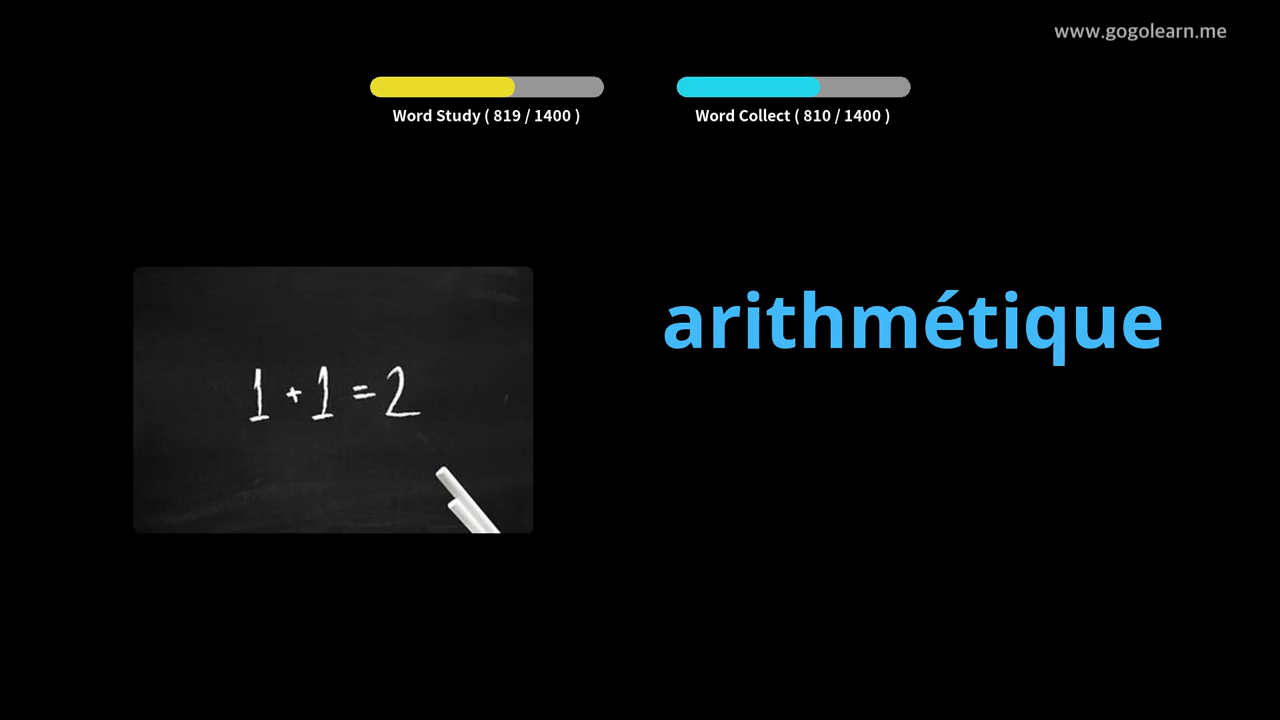 www.gogolearn.me
Word Study ( 819 / 1400 )
Word Collect ( 810 / 1400 )
arithmétique
1 + 1 = 2